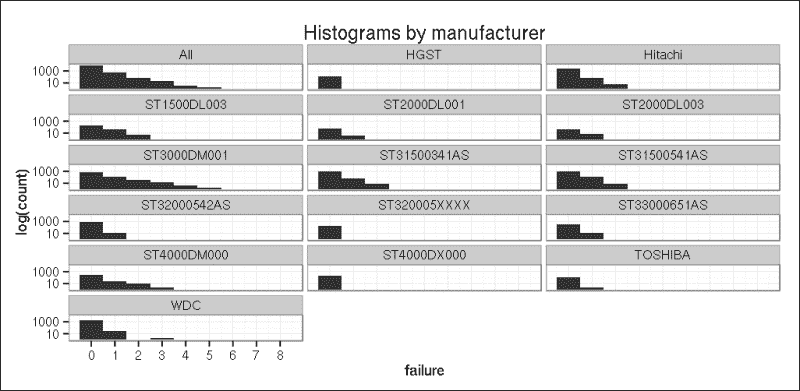 Histograms by manufacturer
All HGST Hitachi
1000
10
ST1500DL003 ST2000DL001 ST2000DL003
1000
10
ST3000DM001 ST31500341AS ST31500541AS
1000
10
ST32000542AS ST320005XXXX ST33000651AS
1000
10
ST4000DM000 ST4000DX000 TOSHIBA
1000
10
WDC
1000
10
0 1 2 3 4 5 6 7 8
log(count)
failure